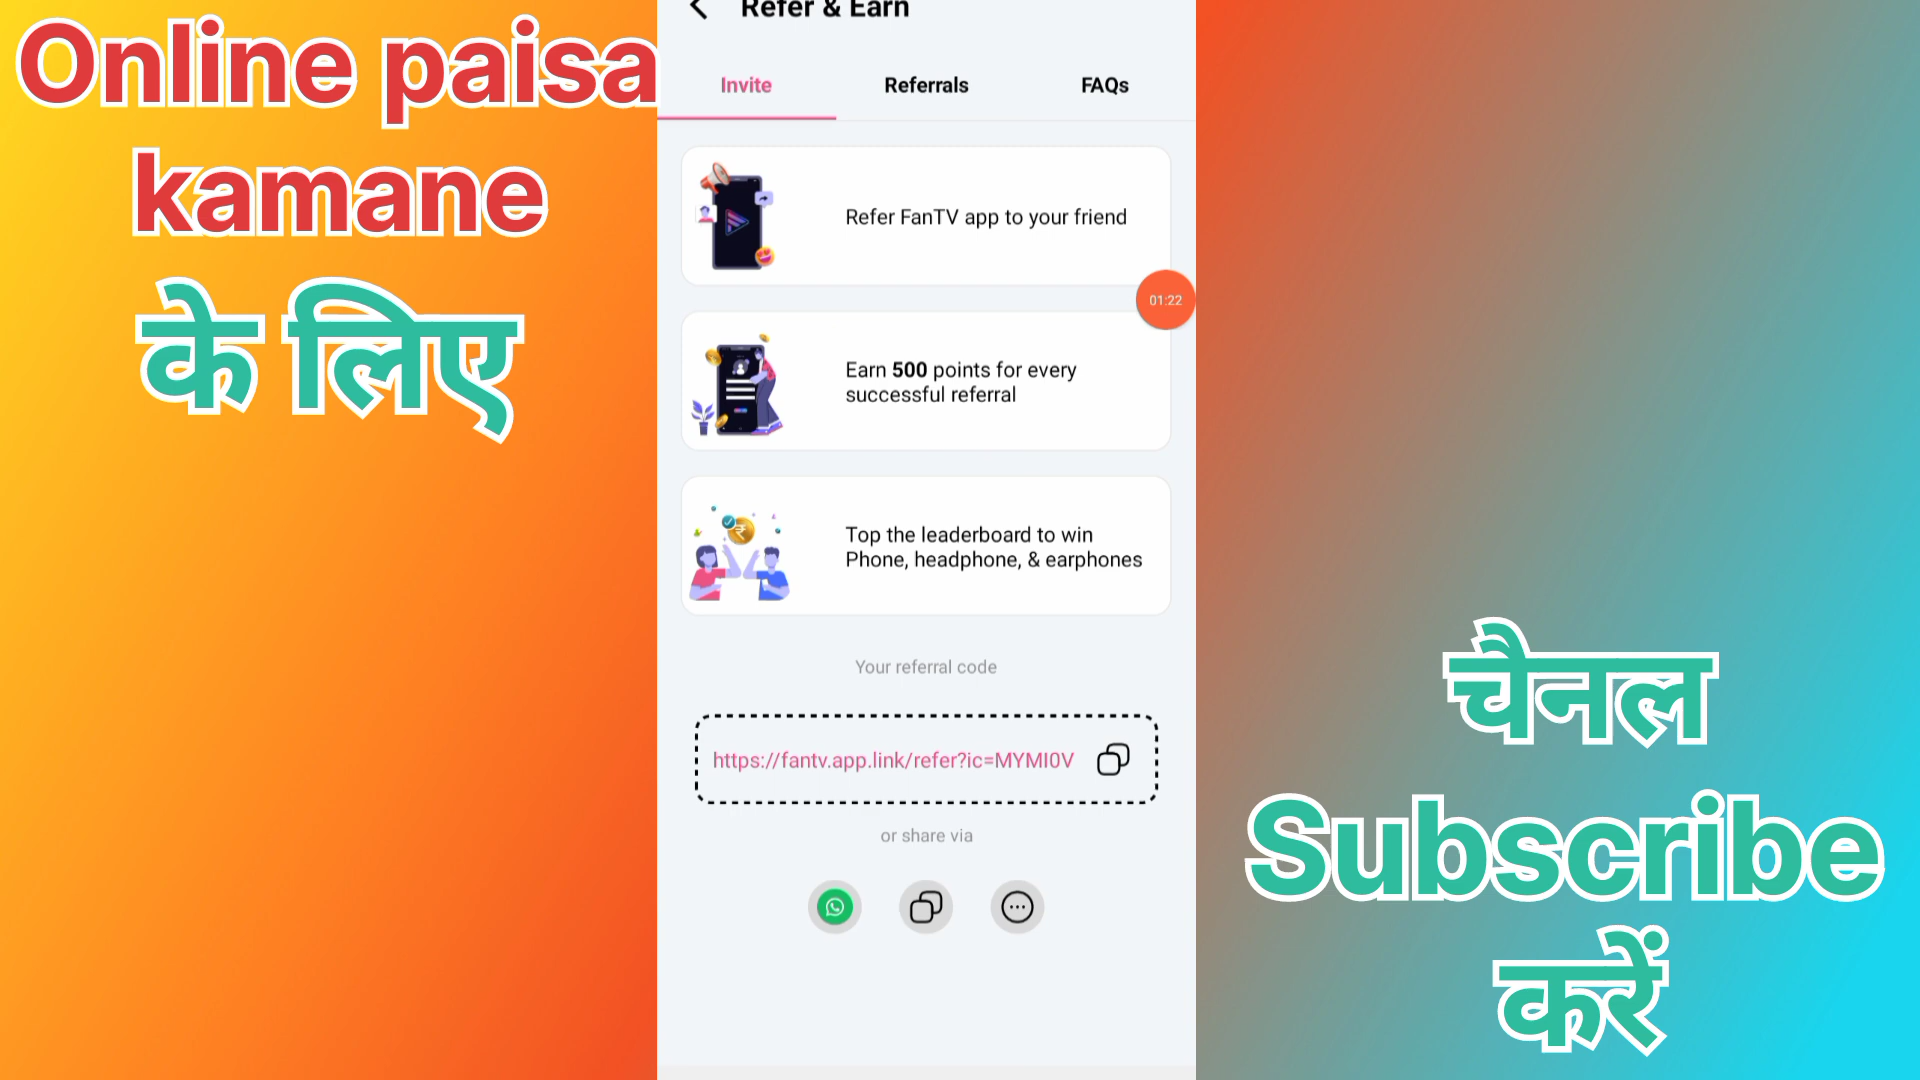 Online paisa
kamane
के लिए
Refer & Earn
Invite
Referrals
FAQs
Refer FanTV app to your friend
01:22
Earn 500 points for every
successful referral
Top the leaderboard to win
Phone, headphone, & earphones
Your referral code
https://fantv.app.link/refer?ic=MYMI0V
or share via
चैनल
Subscribe
करें